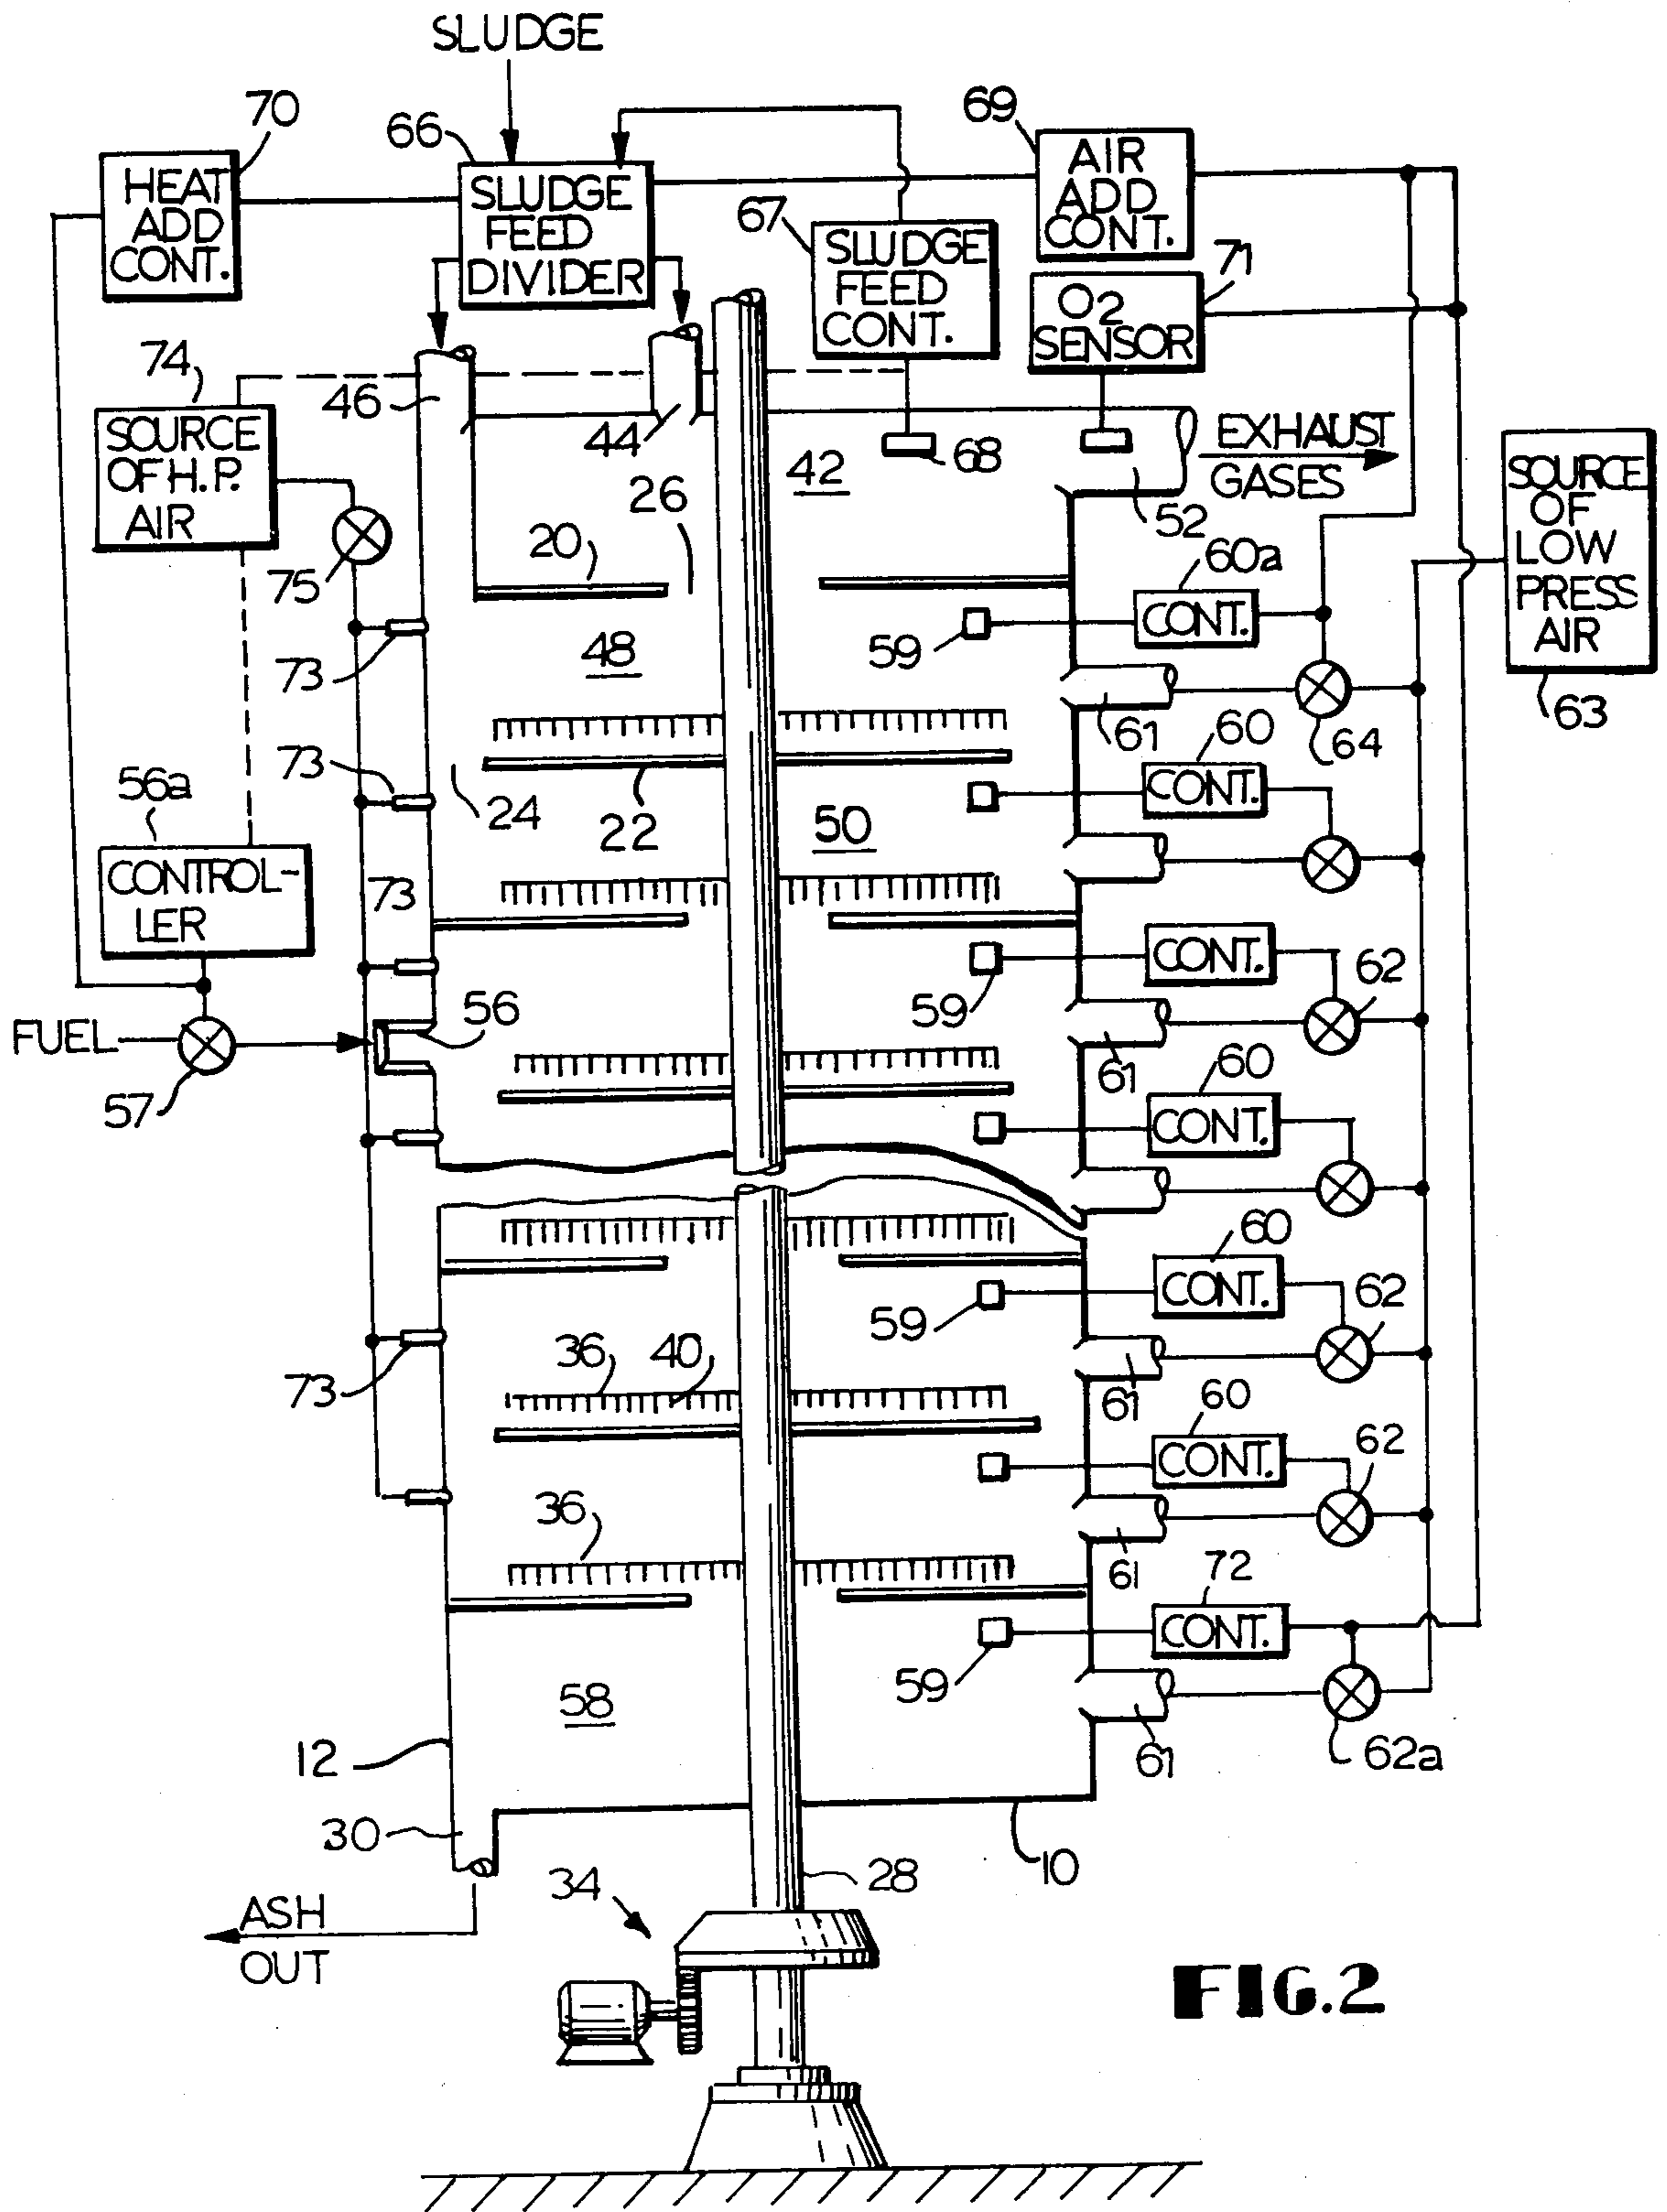 SLUDGE
70
66
69
HEAT
ADD
CONT.
SLUDGE
FEED
DIVIDER
AIR
ADD
CONT.
67
SLUDGE
FEED
CONT.
71
O2
SENSOR
74
46
44
42
68
EXHAUST
GASES
SOURCE
OF H.P.
AIR
26
52
SOURCE
OF
LOW
PRESS
AIR
75
20
60a
CONT.
59
48
73
61
64
63
60
73
56a
24
22
50
CONT.
CONTROL-
LER
73
CONT.
62
59
56
FUEL
61
60
57
CONT.
60
CONT.
62
59
36
40
73
61
60
CONT.
62
36
61
72
CONT.
59
58
12
61
62a
30
10
28
34
ASH
OUT
FIG.2